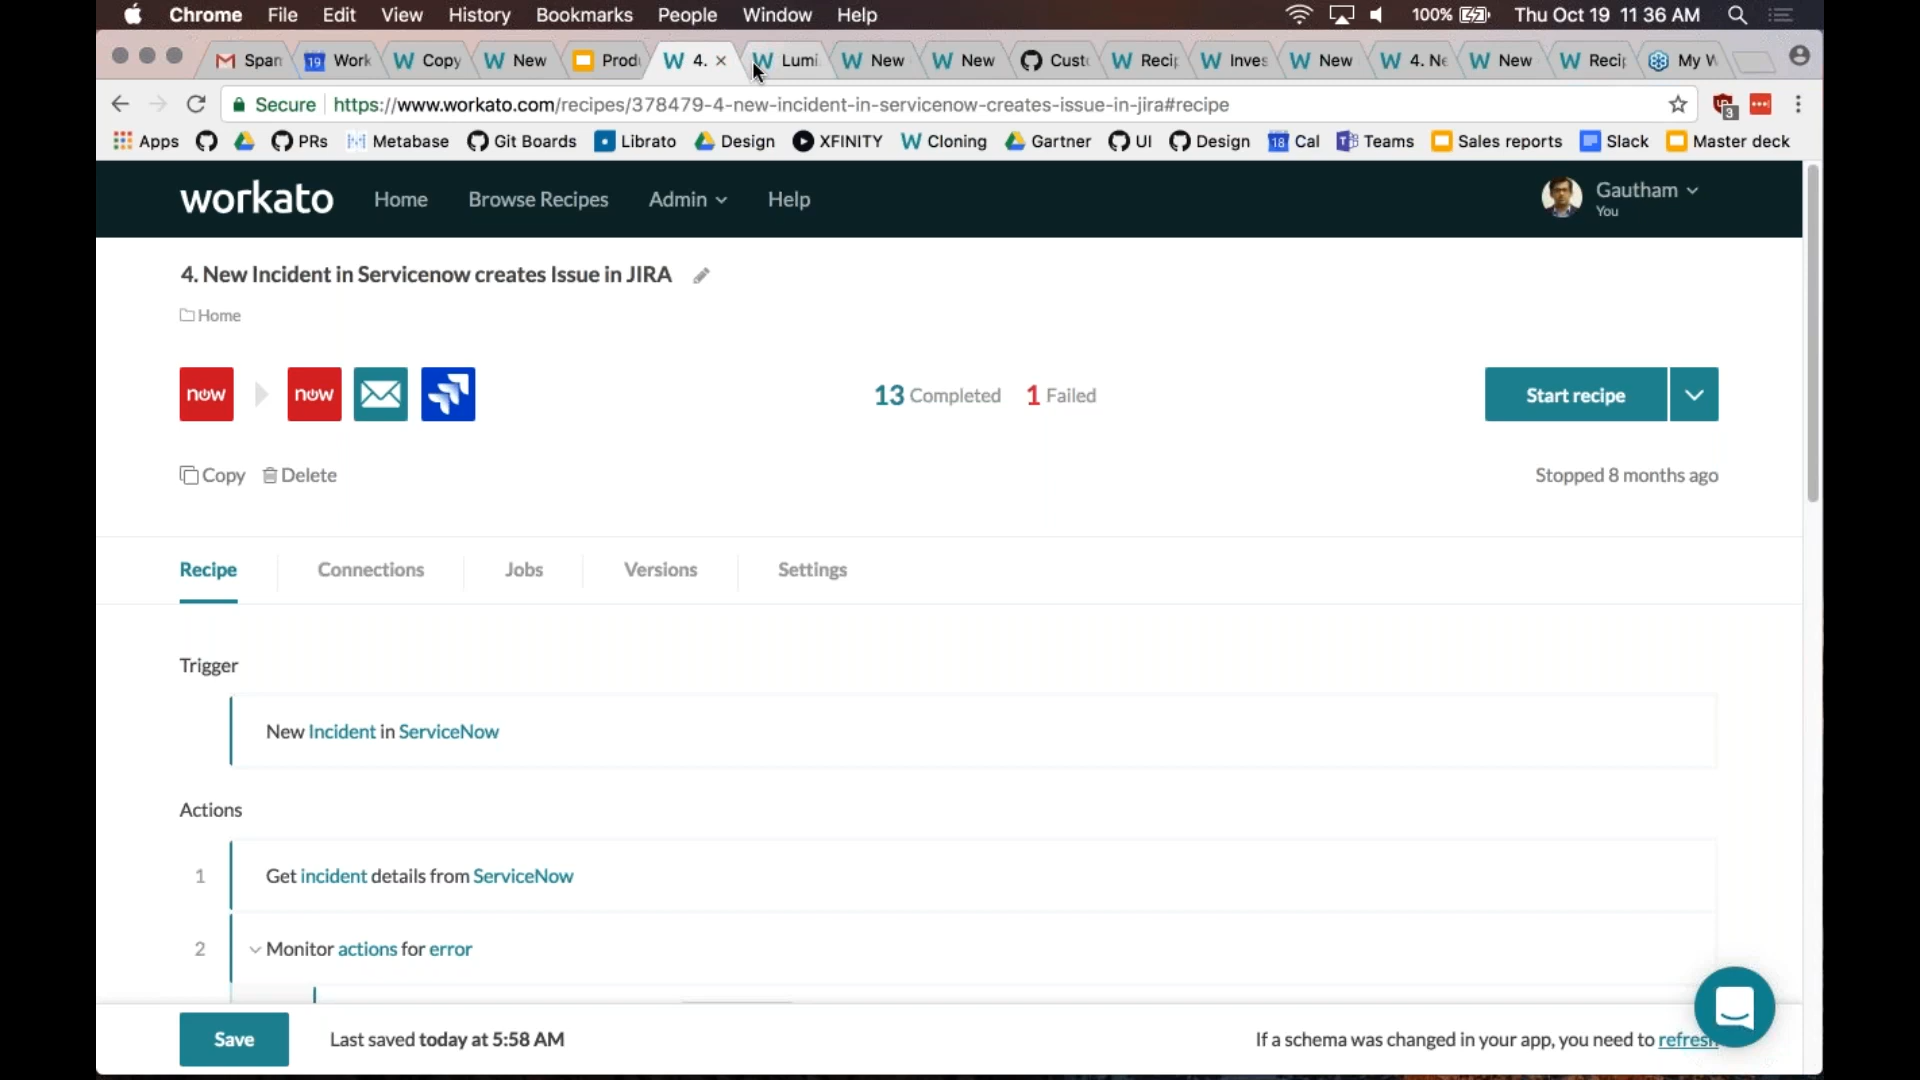 Chrome File Edit View History Bookmarks People Window Help 100% Thu Oct 19 11 36 AM
Span 19 Work Copy New Prod 4. Lumi New New Cust Recip Inves New 4. Ne New Recip My W
Secure https://www.workato.com/recipes/378479-4-new-incident-in-servicenow-creates-issue-in-jira#recipe 3
Apps PRs Metabase Git Boards Librato Design XFINITY Cloning Gartner UI Design 18 Cal Teams Sales reports Slack Master deck
workato Home Browse Recipes Admin Help Gautham
You
4. New Incident in Servicenow creates Issue in JIRA
Home
now now 13 Completed 1 Failed Start recipe
Copy Delete Stopped 8 months ago
Recipe Connections Jobs Versions Settings
Trigger
New Incident in ServiceNow
Actions
1 Get incident details from ServiceNow
2 Monitor actions for error
Save Last saved today at 5:58 AM If a schema was changed in your app, you need to refresh